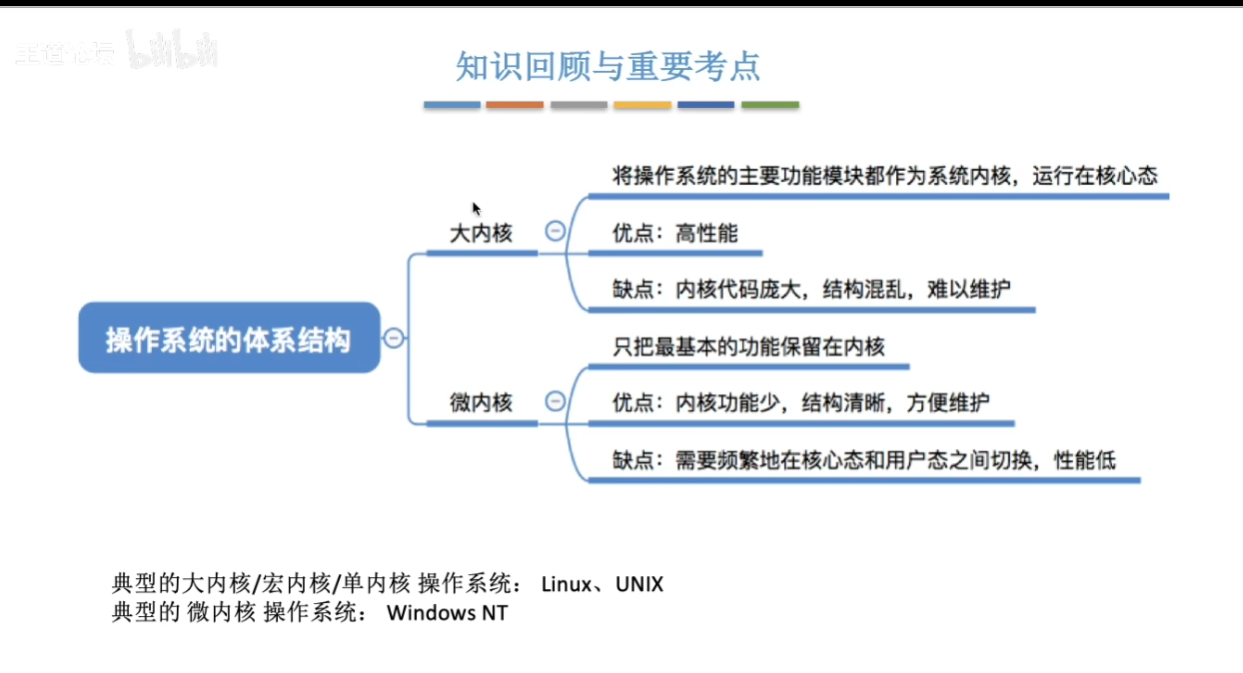 王道论坛 bilibili
知识回顾与重要考点
将操作系统的主要功能模块都作为系统内核，运行在核心态
大内核
优点：高性能
缺点：内核代码庞大，结构混乱，难以维护
操作系统的体系结构
只把最基本的功能保留在内核
微内核
优点：内核功能少，结构清晰，方便维护
缺点：需要频繁地在核心态和用户态之间切换，性能低
典型的大内核/宏内核/单内核 操作系统： Linux、UNIX
典型的 微内核 操作系统： Windows NT